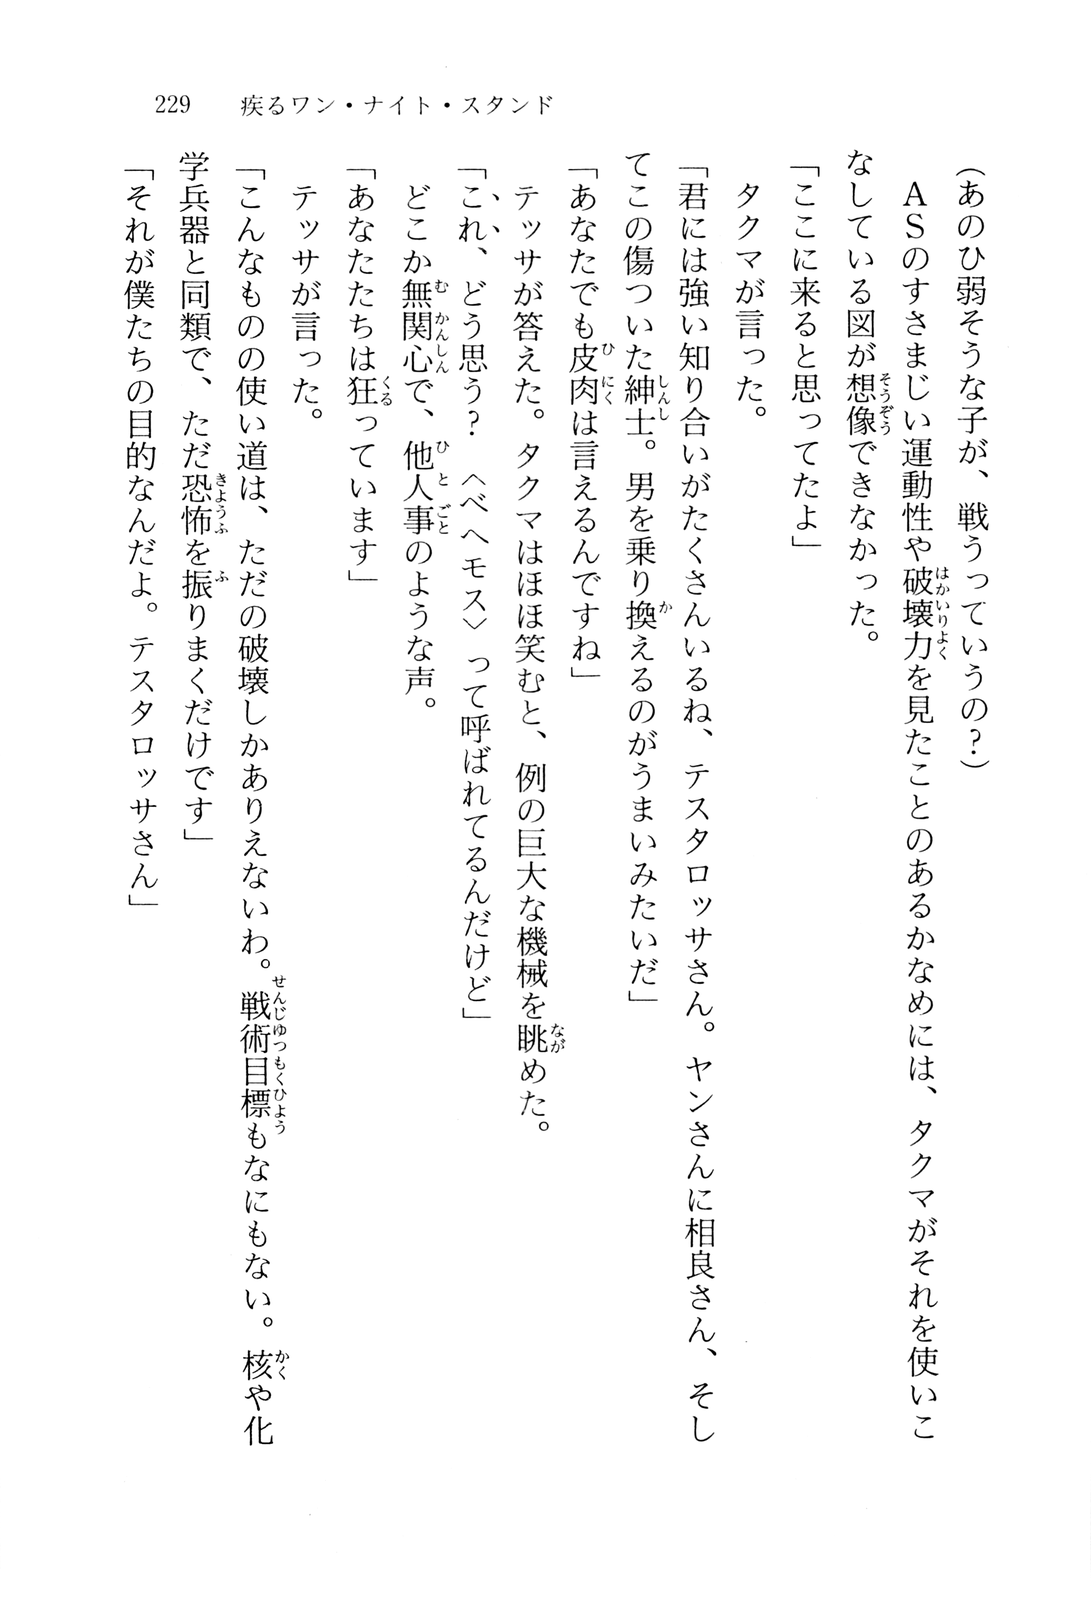 229　疾るワン・ナイト・スタンド
（あのひ弱そうな子が、戦うっていうの？）
　ＡＳのすさまじい運動性や破壊力を見たことのあるかなめには、タクマがそれを使いこ
なしている図が想像できなかった。
「ここに来ると思ってたよ」
　タクマが言った。
「君には強い知り合いがたくさんいるね、テスタロッサさん。ヤンさんに相良さん、そし
てこの傷ついた紳士。男を乗り換えるのがうまいみたいだ」
「あなたでも皮肉は言えるんですね」
　テッサが答えた。タクマはほほ笑むと、例の巨大な機械を眺めた。
「これ、どう思う？　〈ベヘモス〉って呼ばれてるんだけど」
　どこか無関心で、他人事のような声。
「あなたたちは狂っています」
　テッサが言った。
「こんなものの使い道は、ただの破壊しかありえないわ。戦術目標もなにもない。核や化
学兵器と同類で、ただ恐怖を振りまくだけです」
「それが僕たちの目的なんだよ。テスタロッサさん」